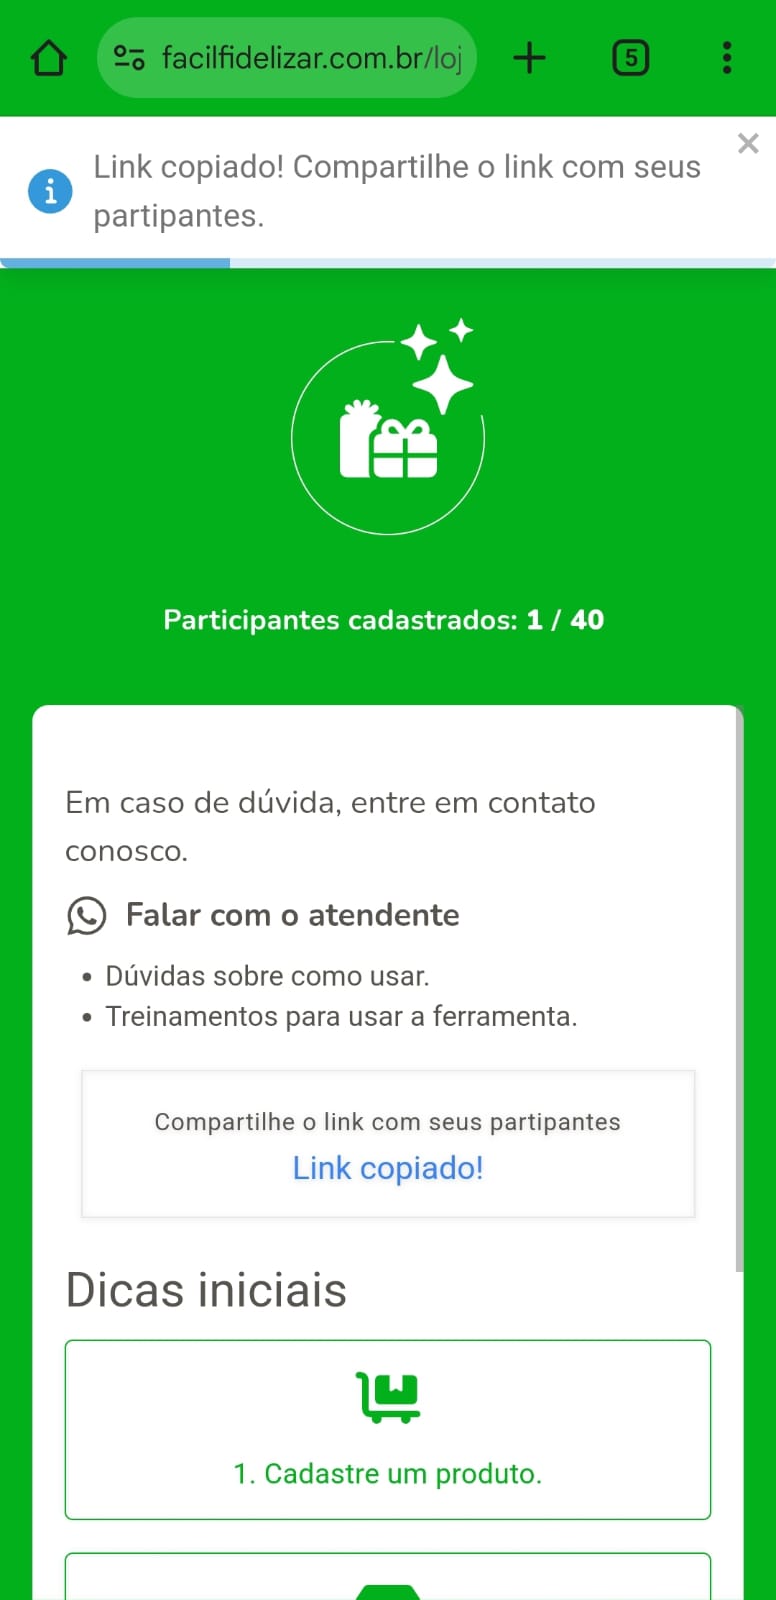 facilfidelizar.com.br/loj
5
Link copiado! Compartilhe o link com seus
partipantes.
Participantes cadastrados: 1 / 40
Em caso de dúvida, entre em contato
conosco.
Falar com o atendente
• Dúvidas sobre como usar.
• Treinamentos para usar a ferramenta.
Compartilhe o link com seus partipantes
Link copiado!
Dicas iniciais
1. Cadastre um produto.